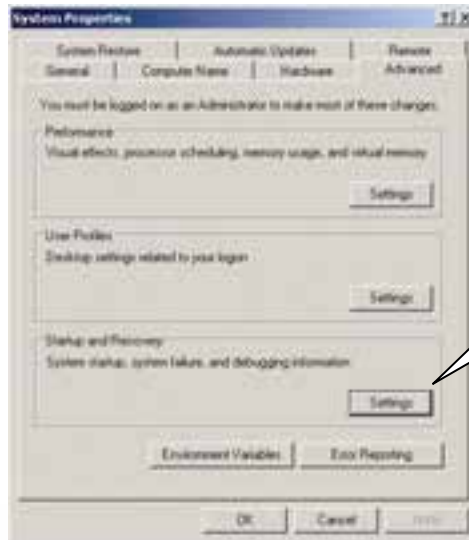 System Properties
System Restore Automatic Updates Remote
General Computer Name Hardware Advanced
You must be logged on as an Administrator to make most of these changes.
Performance
Visual effects, processor scheduling, memory usage, and virtual memory
Settings
User Profiles
Desktop settings related to your logon
Settings
Startup and Recovery
System startup, system failure, and debugging information
Settings
Environment Variables Error Reporting
OK Cancel Apply